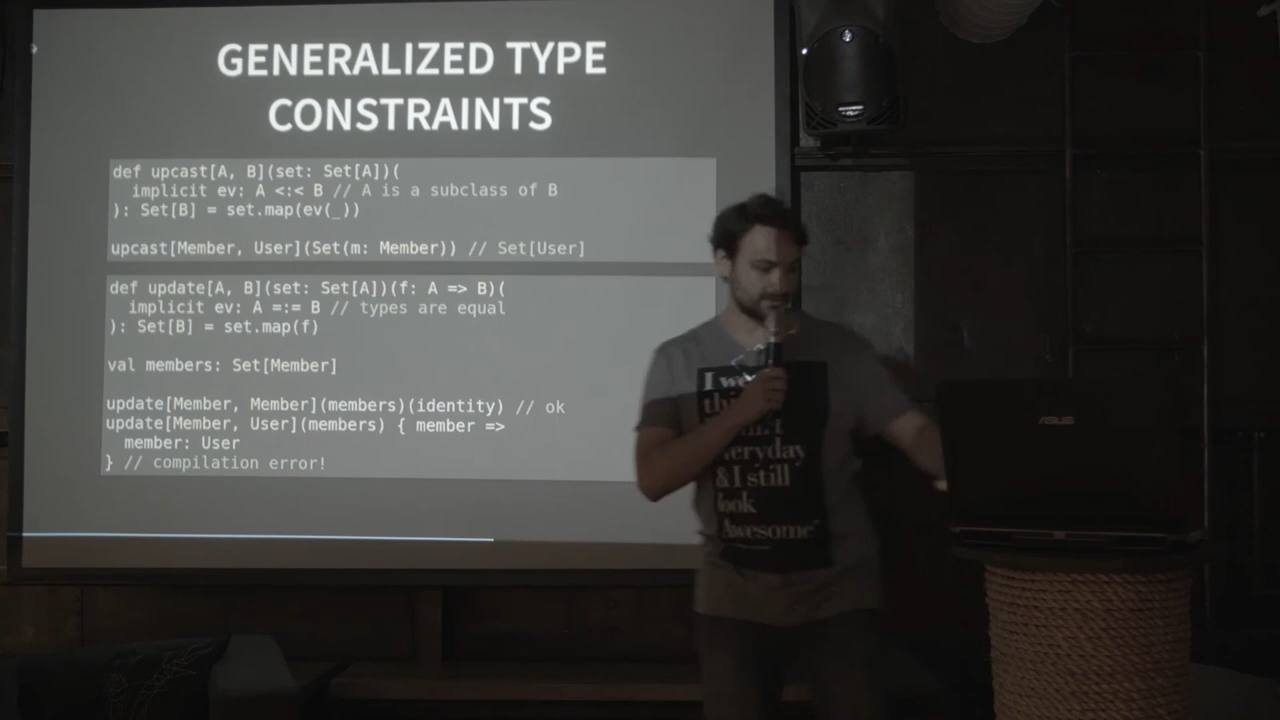 GENERALIZED TYPE
CONSTRAINTS
def upcast[A, B](set: Set[A])(
  implicit ev: A <:< B // A is a subclass of B
): Set[B] = set.map(ev(_))
upcast[Member, User](Set(m: Member)) // Set[User]
def update[A, B](set: Set[A])(f: A => B)(
  implicit ev: A =:= B // types are equal
): Set[B] = set.map(f)
val members: Set[Member]
update[Member, Member](members)(identity) // ok
update[Member, User](members) { member =>
  member: User
} // compilation error!
I
everyday
& I still
look
Awesome"
ASUS